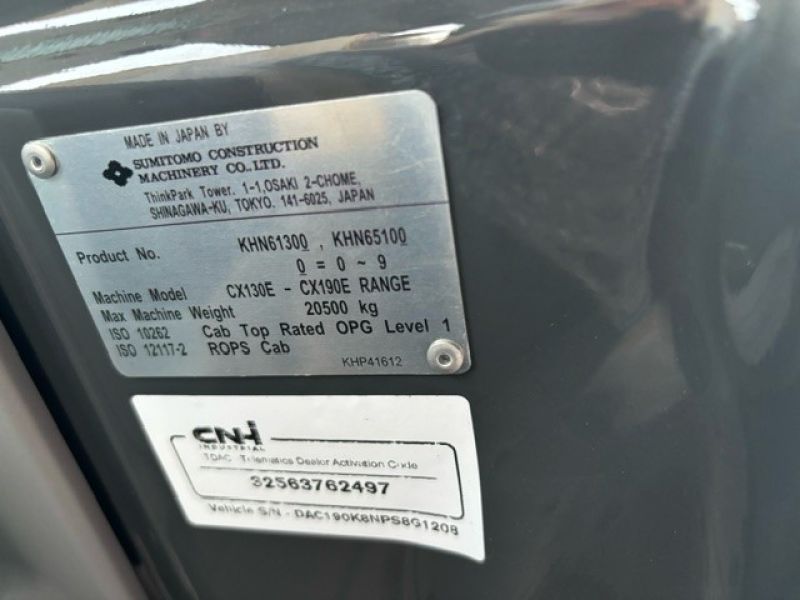 MADE IN JAPAN BY
SUMITOMO CONSTRUCTION
MACHINERY CO.,LTD.
ThinkPark Tower. 1-1,OSAKI 2-CHOME,
SHINAGAWA-KU, TOKYO. 141-6025, JAPAN
Product No. KHN61300 , KHN65100
0 = 0 ~ 9
Machine Model CX130E - CX190E RANGE
Max Machine Weight 20500 kg
ISO 10262 Cab Top Rated OPG Level 1
ISO 12117-2 ROPS Cab
KHP41612
CNH
INDUSTRIAL
TDAC - Telematics Dealer Activation Code
32563762497
Vehicle S/N - DAC190K8NPS8G1208